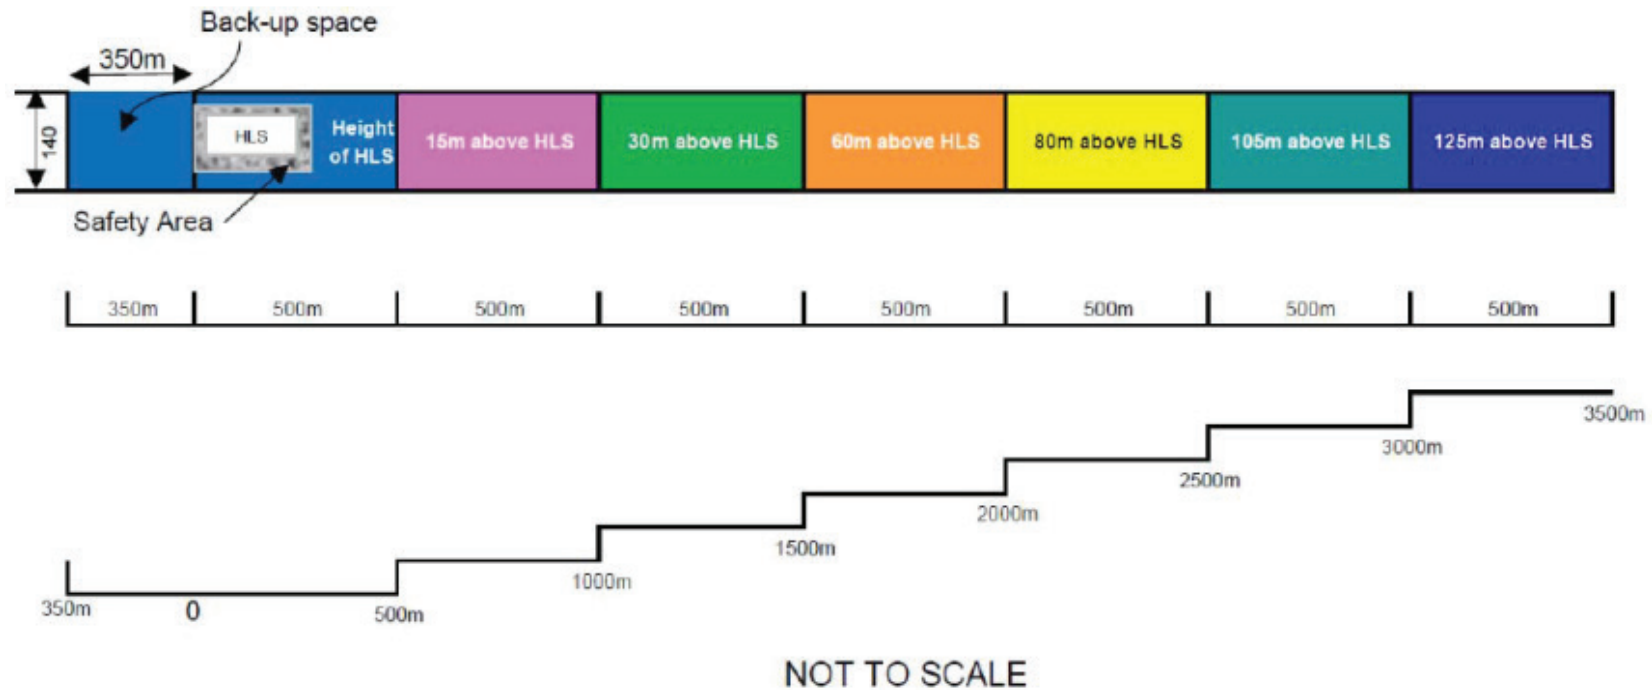 Back-up space
350m
140
HLS
Height
of HLS
15m above HLS
30m above HLS
60m above HLS
80m above HLS
105m above HLS
125m above HLS
Safety Area
350m
500m
500m
500m
500m
500m
500m
500m
3500m
3000m
2500m
2000m
1500m
1000m
350m
0
500m
NOT TO SCALE